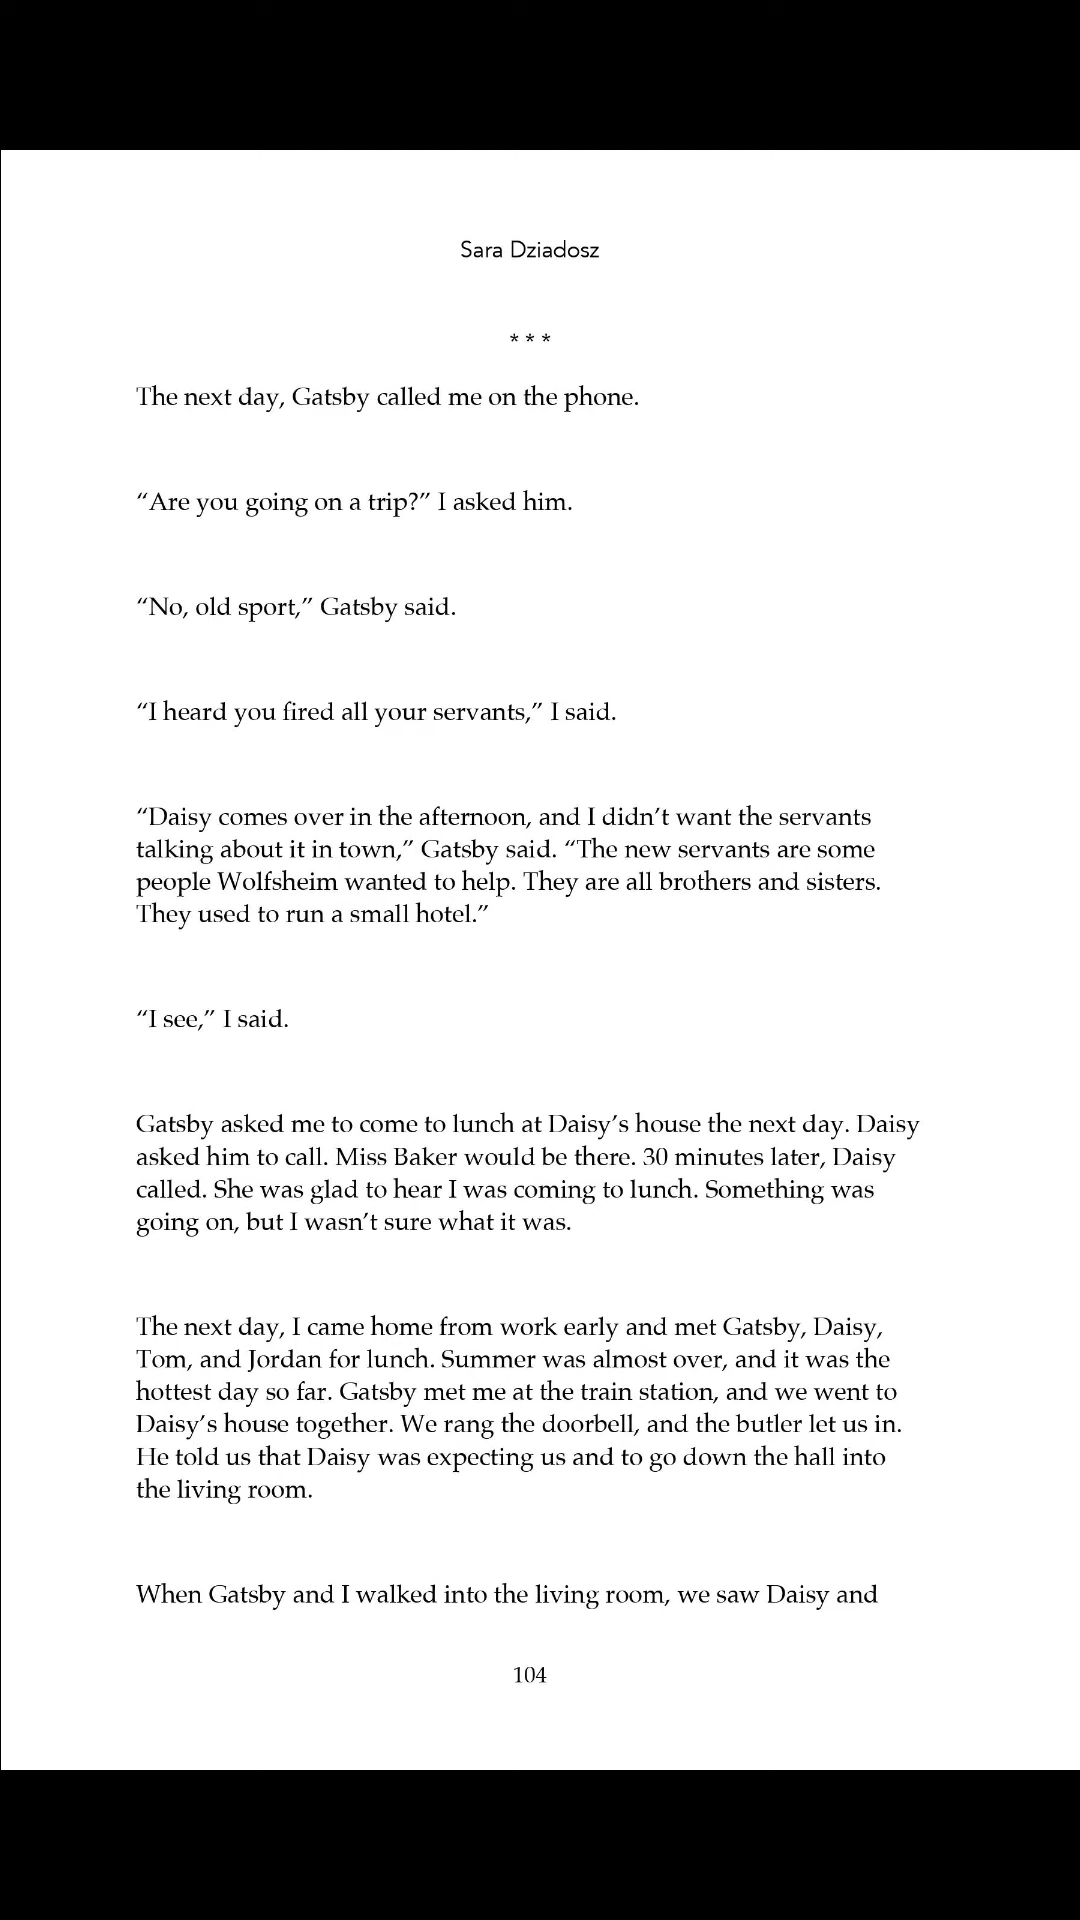 Sara Dziadosz
* * *
The next day, Gatsby called me on the phone.
“Are you going on a trip?” I asked him.
“No, old sport,” Gatsby said.
“I heard you fired all your servants,” I said.
“Daisy comes over in the afternoon, and I didn’t want the servants
talking about it in town,” Gatsby said. “The new servants are some
people Wolfsheim wanted to help. They are all brothers and sisters.
They used to run a small hotel.”
“I see,” I said.
Gatsby asked me to come to lunch at Daisy’s house the next day. Daisy
asked him to call. Miss Baker would be there. 30 minutes later, Daisy
called. She was glad to hear I was coming to lunch. Something was
going on, but I wasn’t sure what it was.
The next day, I came home from work early and met Gatsby, Daisy,
Tom, and Jordan for lunch. Summer was almost over, and it was the
hottest day so far. Gatsby met me at the train station, and we went to
Daisy’s house together. We rang the doorbell, and the butler let us in.
He told us that Daisy was expecting us and to go down the hall into
the living room.
When Gatsby and I walked into the living room, we saw Daisy and
104